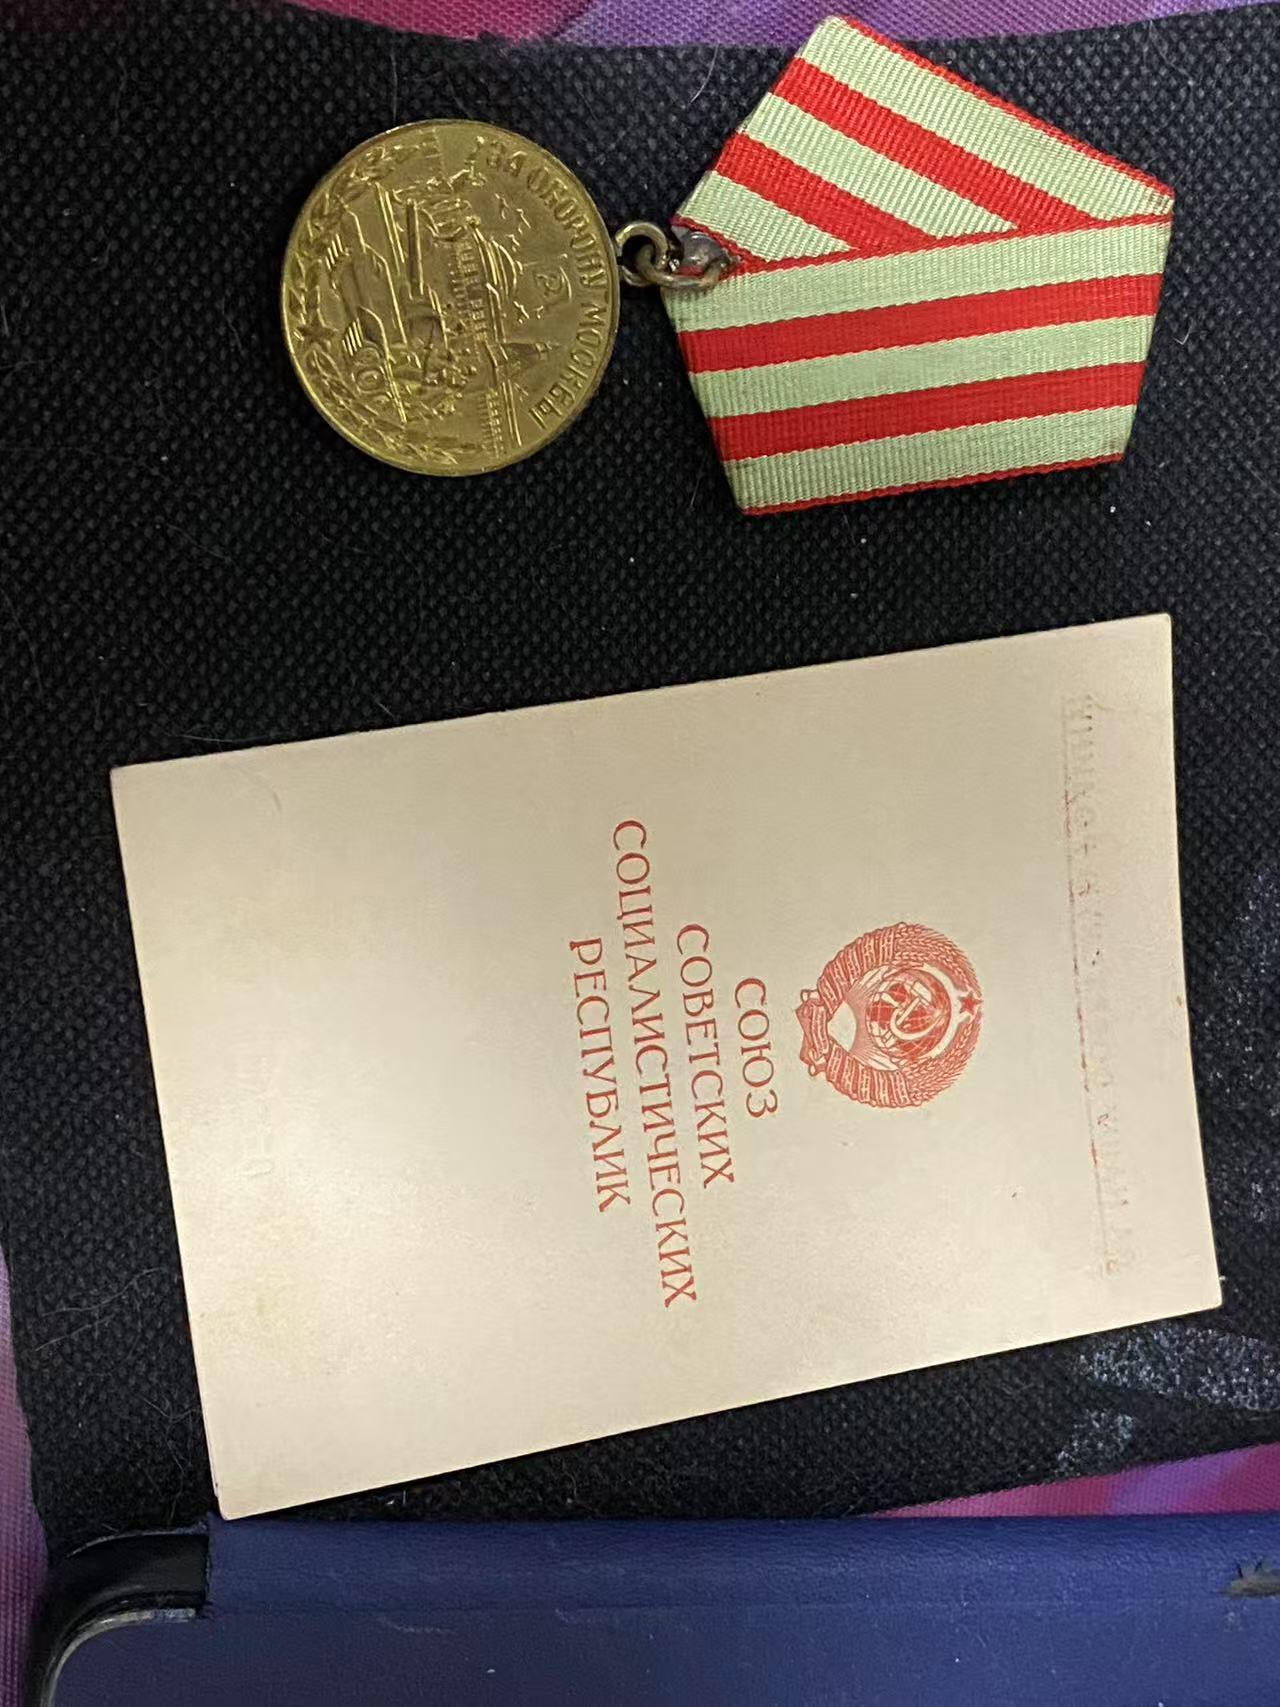 ЗА ОБОРОНУ МОСКВЫ
СОЮЗ
СОВЕТСКИХ
СОЦИАЛИСТИЧЕСКИХ
РЕСПУБЛИК